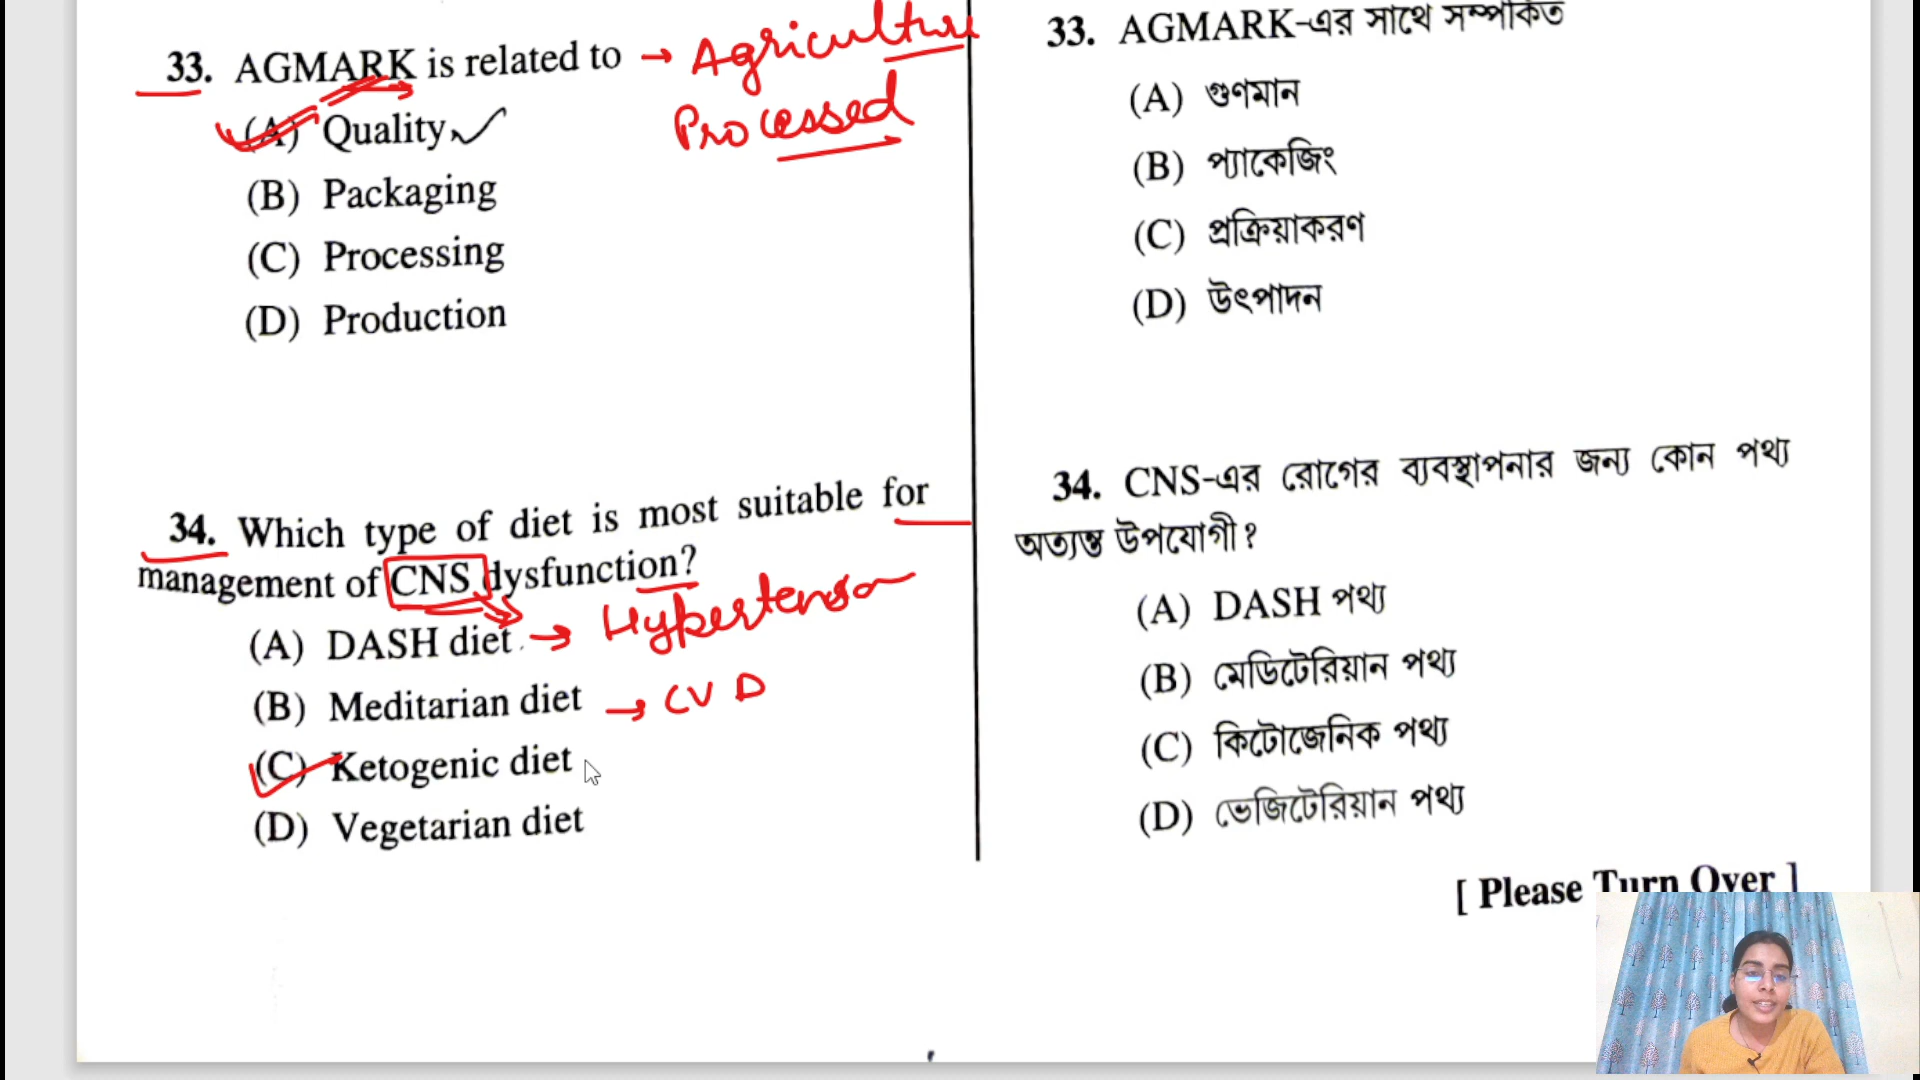 33. AGMARK is related to → Agriculture
Processed
(A) Quality
(B) Packaging
(C) Processing
(D) Production
34. Which type of diet is most suitable for
management of CNS dysfunction?
(A) DASH diet → Hypertension
(B) Meditarian diet → CVD
(C) Ketogenic diet
(D) Vegetarian diet
33. AGMARK-এর সাথে সম্পর্কিত
(A) গুণমান
(B) প্যাকেজিং
(C) প্রক্রিয়াকরণ
(D) উৎপাদন
34. CNS-এর রোগের ব্যবস্থাপনার জন্য কোন পথ্য
অত্যন্ত উপযোগী?
(A) DASH পথ্য
(B) মেডিটেরিয়ান পথ্য
(C) কিটোজেনিক পথ্য
(D) ভেজিটেরিয়ান পথ্য
[ Please Turn Over ]